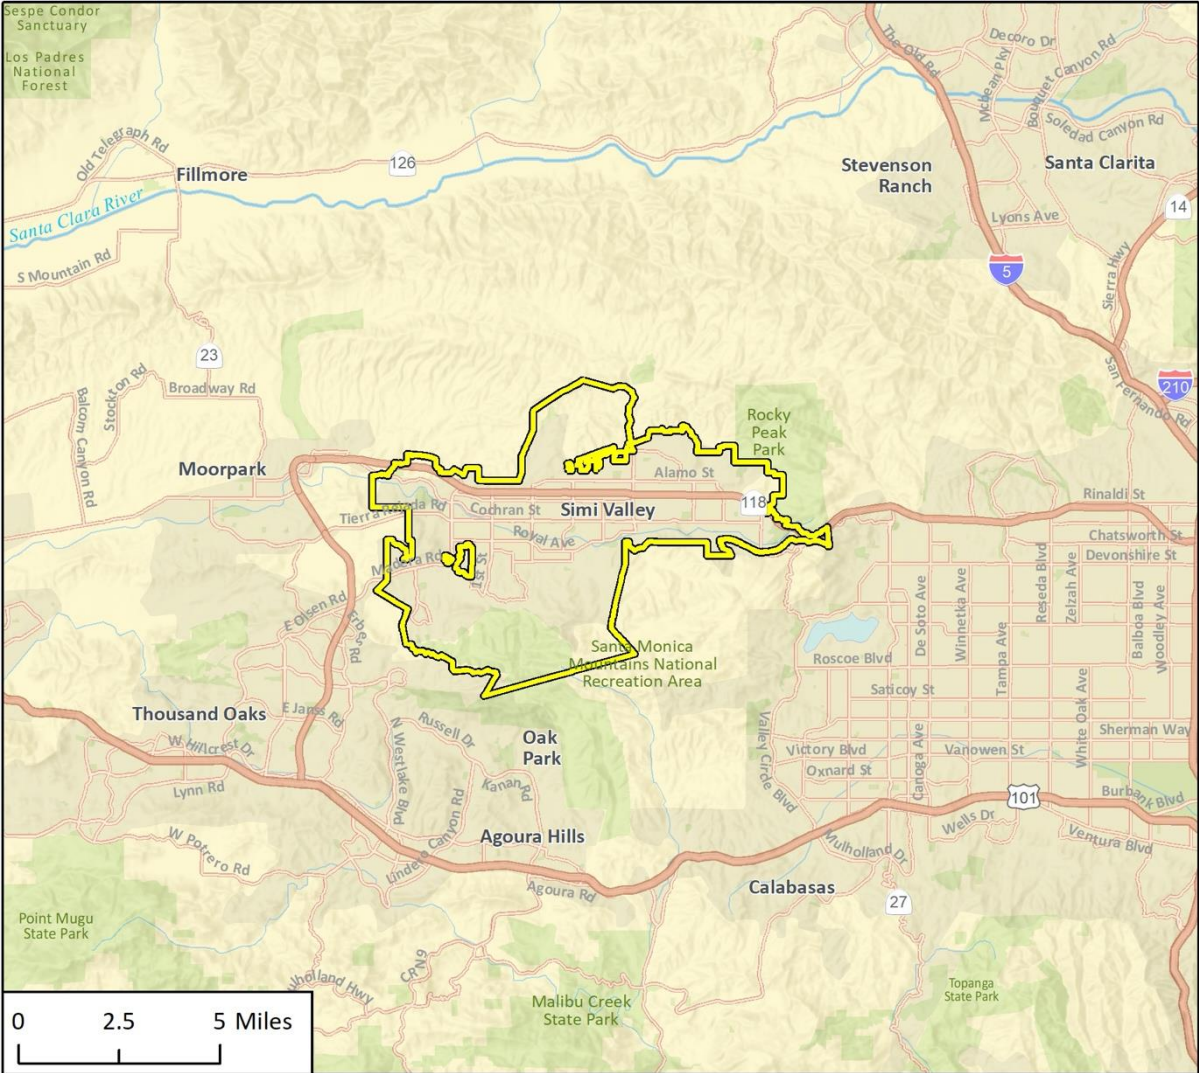 Sespe Condor
Sanctuary
Los Padres
National
Forest
The Old Rd
Decoro Dr
Mcbean Pky
Bouquet Canyon Rd
Soledad Canyon Rd
Old Telegraph Rd
Fillmore
126
Stevenson
Ranch
Santa Clarita
14
Santa Clara River
Lyons Ave
S Mountain Rd
5
Sierra Hwy
23
Stockton Rd
Broadway Rd
Balcom Canyon Rd
San Fernando Rd
210
Rocky
Peak
Park
Moorpark
Alamo St
118
Rinaldi St
Tierra Rejada Rd
Cochran St
Simi Valley
Royal Ave
Chatsworth St
Devonshire St
Madera Rd
1st St
Reseda Blvd
Zelzah Ave
De Soto Ave
Winnetka Ave
Balboa Blvd
Woodley Ave
E Olsen Rd
Erbes Rd
Tampa Ave
Santa Monica
Mountains National
Recreation Area
Roscoe Blvd
Saticoy St
White Oak Ave
Thousand Oaks
E Janss Rd
N Westlake Blvd
Russell Dr
Oak
Park
Valley Circle Blvd
Canoga Ave
Sherman Way
W Hillcrest Dr
Victory Blvd
Vanowen St
Oxnard St
Lynn Rd
Kanan Rd
101
Burbank Blvd
Lindero Canyon Rd
Agoura Hills
Wells Dr
Ventura Blvd
W Potrero Rd
Mulholland Dr
Agoura Rd
Calabasas
27
Point Mugu
State Park
CR N9
ulholland Hwy
Malibu Creek
State Park
Topanga
State Park
0 2.5 5 Miles